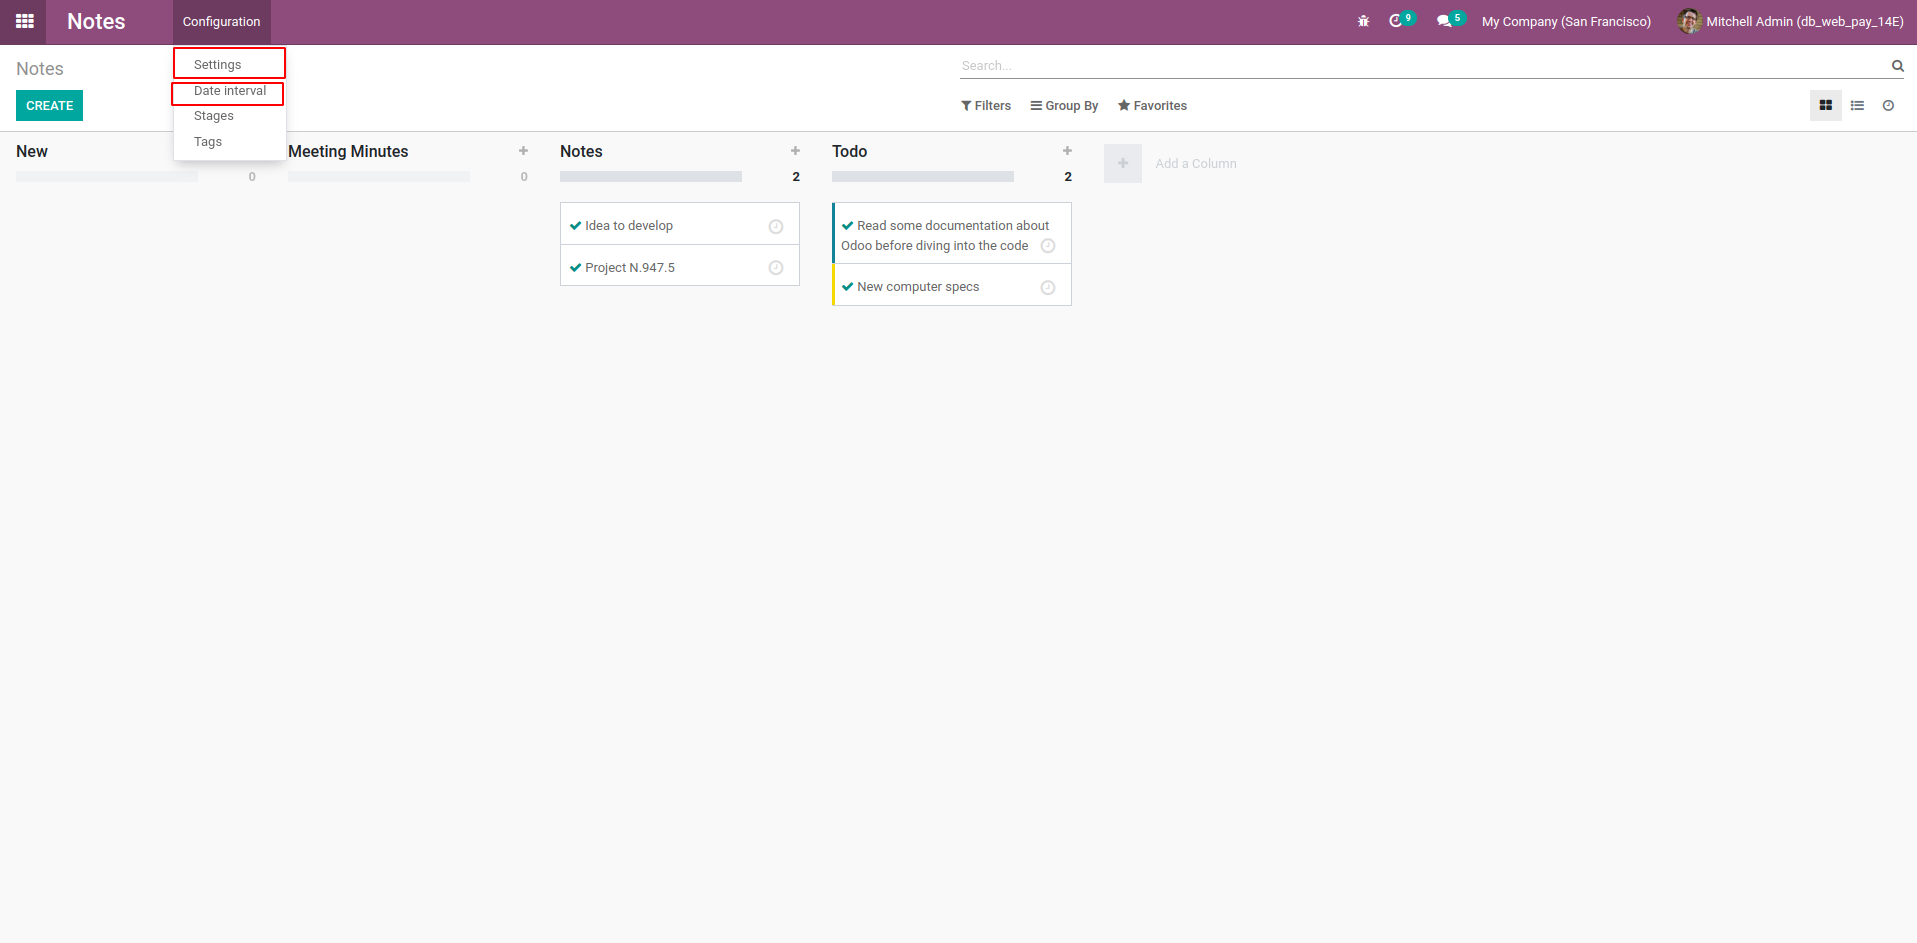 Notes
Configuration
9
5
My Company (San Francisco)
Mitchell Admin (db_web_pay_14E)
Notes
CREATE
Settings
Date interval
Stages
Tags
Search...
Filters
Group By
Favorites
New
0
Meeting Minutes
0
Notes
2
Idea to develop
Project N.947.5
Todo
2
Read some documentation about
Odoo before diving into the code
New computer specs
Add a Column